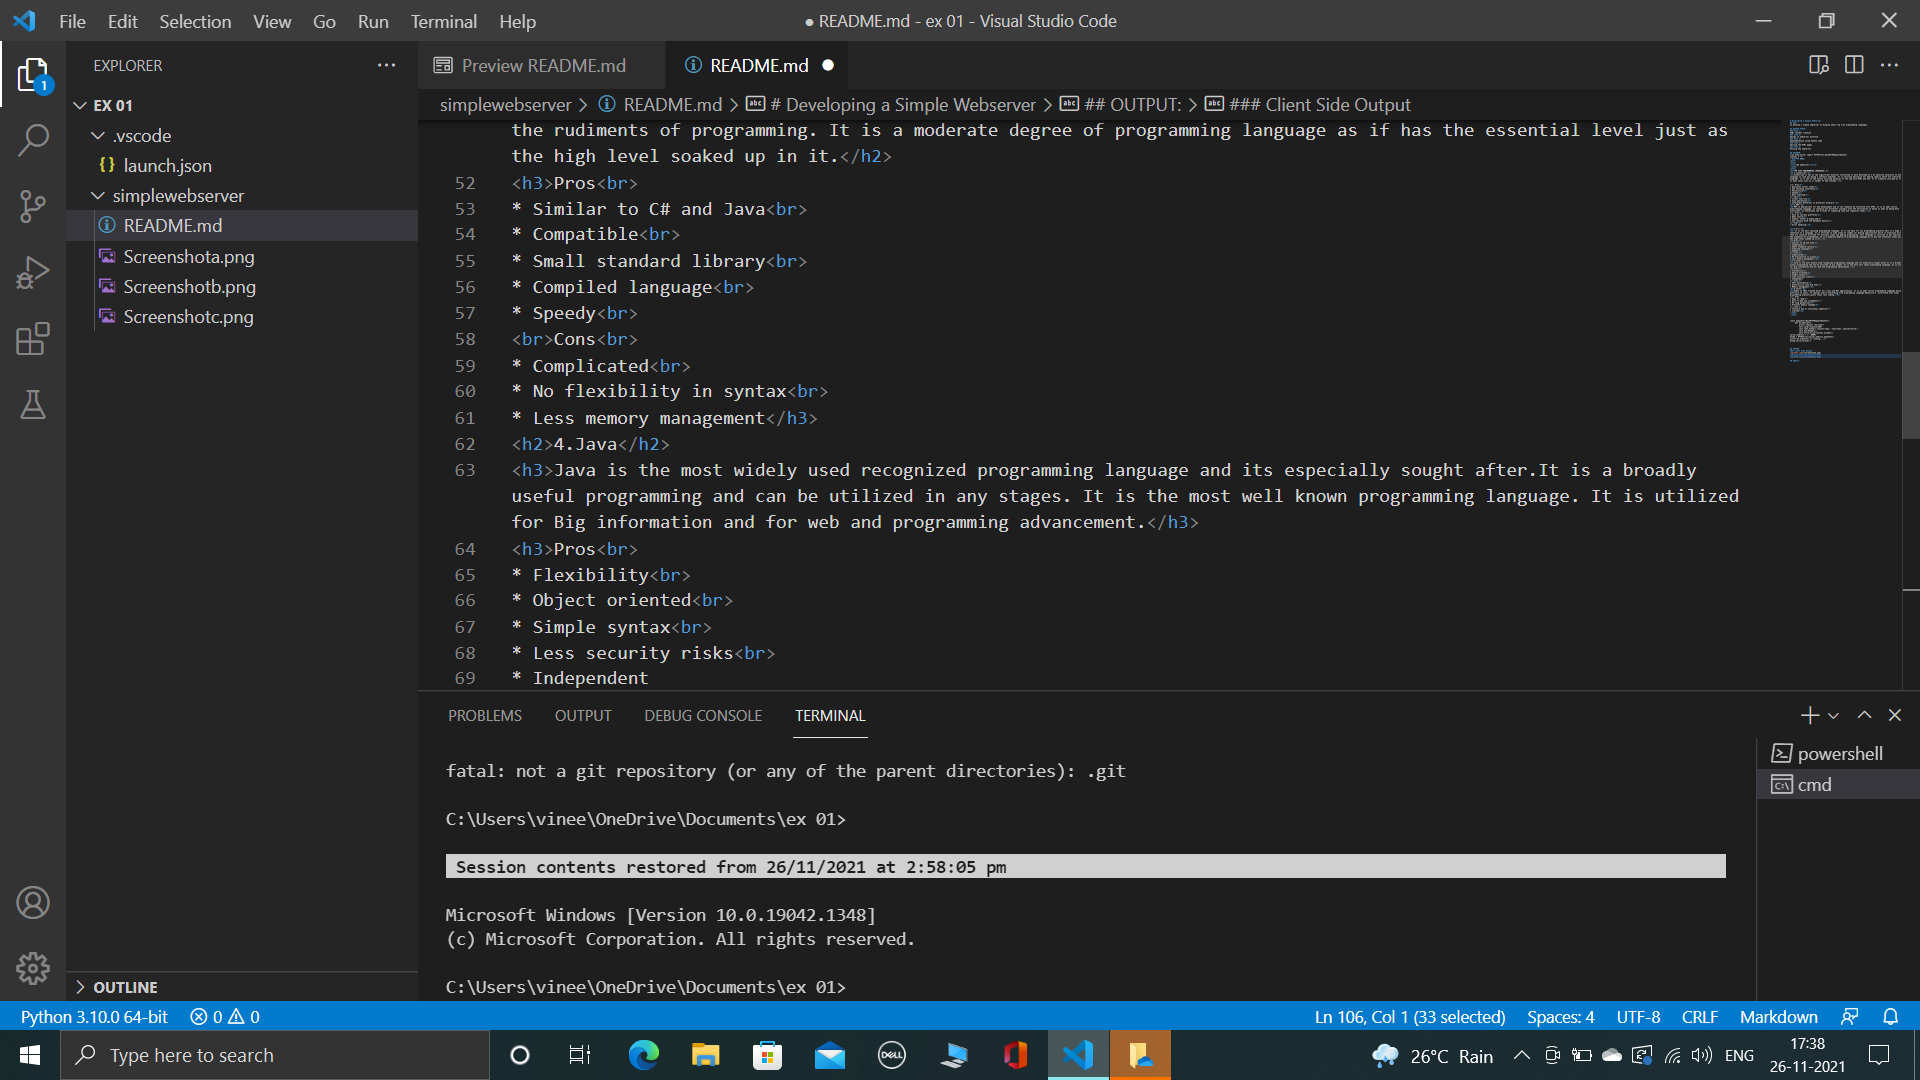 File Edit Selection View Go Run Terminal Help
● README.md - ex 01 - Visual Studio Code
EXPLORER
Preview README.md
README.md
EX 01
simplewebserver > README.md > # Developing a Simple Webserver > ## OUTPUT: > ### Client Side Output
.vscode
launch.json
simplewebserver
README.md
Screenshota.png
Screenshotb.png
Screenshotc.png
1
the rudiments of programming. It is a moderate degree of programming language as if has the essential level just as
the high level soaked up in it.</h2>
52 <h3>Pros<br>
53 * Similar to C# and Java<br>
54 * Compatible<br>
55 * Small standard library<br>
56 * Compiled language<br>
57 * Speedy<br>
58 <br>Cons<br>
59 * Complicated<br>
60 * No flexibility in syntax<br>
61 * Less memory management</h3>
62 <h2>4.Java</h2>
63 <h3>Java is the most widely used recognized programming language and its especially sought after.It is a broadly
useful programming and can be utilized in any stages. It is the most well known programming language. It is utilized
for Big information and for web and programming advancement.</h3>
64 <h3>Pros<br>
65 * Flexibility<br>
66 * Object oriented<br>
67 * Simple syntax<br>
68 * Less security risks<br>
69 * Independent
PROBLEMS OUTPUT DEBUG CONSOLE TERMINAL
fatal: not a git repository (or any of the parent directories): .git
C:\Users\vinee\OneDrive\Documents\ex 01>
Session contents restored from 26/11/2021 at 2:58:05 pm
Microsoft Windows [Version 10.0.19042.1348]
(c) Microsoft Corporation. All rights reserved.
C:\Users\vinee\OneDrive\Documents\ex 01>
powershell
cmd
OUTLINE
Python 3.10.0 64-bit 0 0
Ln 106, Col 1 (33 selected) Spaces: 4 UTF-8 CRLF Markdown
Type here to search
DELL
26°C Rain
ENG
17:38
26-11-2021